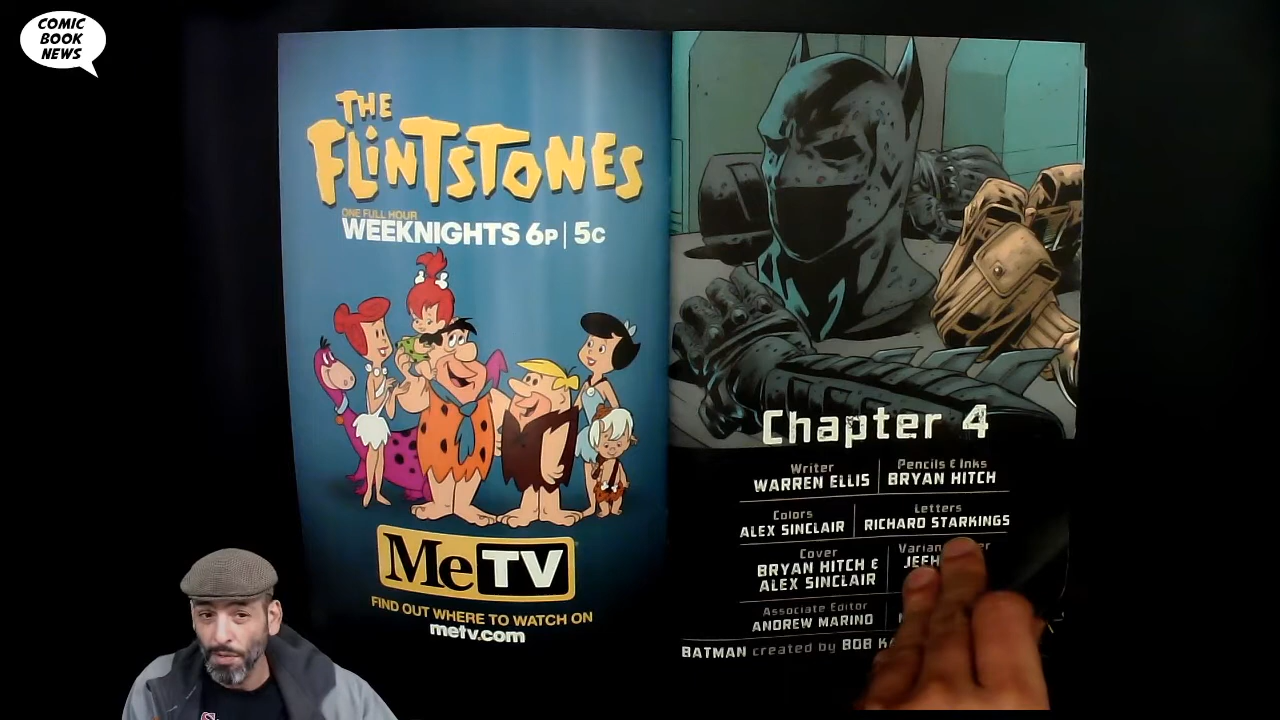 COMIC
BOOK
NEWS
THE
FLINTSTONES
ONE FULL HOUR
WEEKNIGHTS 6P | 5C
MeTV
FIND OUT WHERE TO WATCH ON
metv.com
Chapter 4
Writer
WARREN ELLIS
Pencils & Inks
BRYAN HITCH
Colors
ALEX SINCLAIR
Letters
RICHARD STARKINGS
Cover
BRYAN HITCH &
ALEX SINCLAIR
Associate Editor
ANDREW MARINO
BATMAN created by BOB